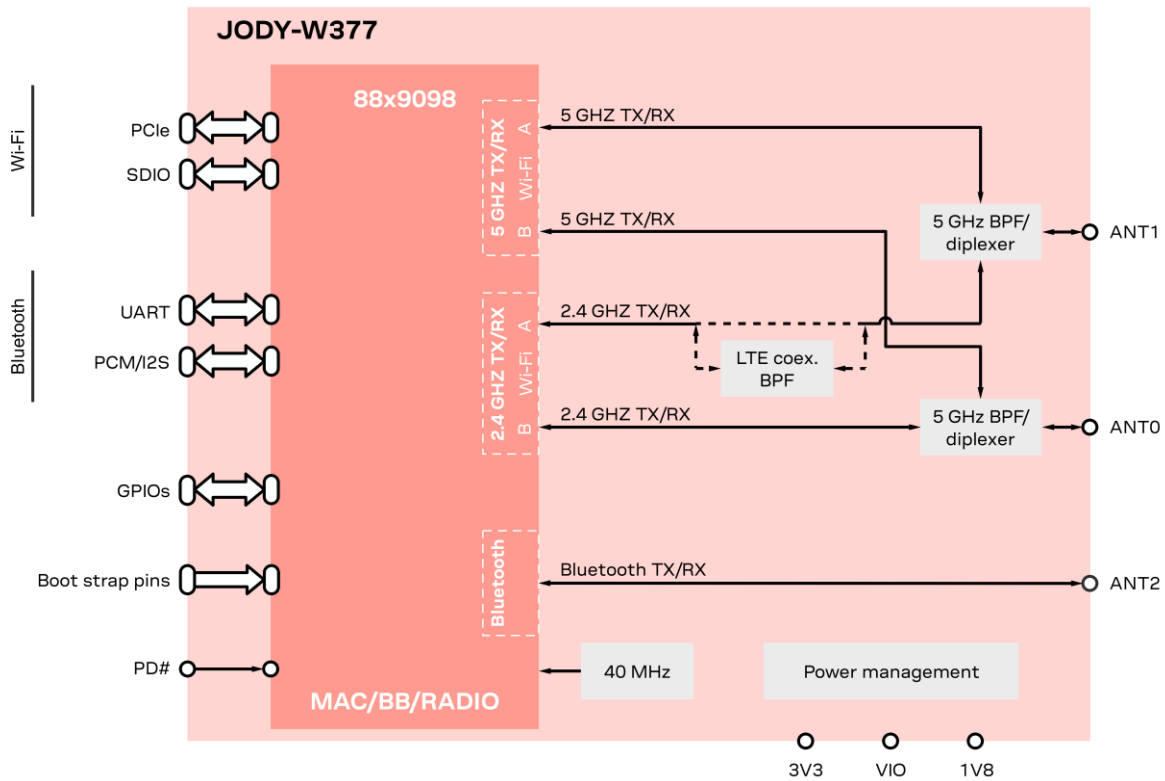 JODY-W377
88x9098
Wi-Fi
PCIe
SDIO
Bluetooth
UART
PCM/I2S
GPIOs
Boot strap pins
PD#
5 GHZ TX/RX
A
Wi-Fi
B
2.4 GHZ TX/RX
A
Wi-Fi
B
Bluetooth
MAC/BB/RADIO
5 GHZ TX/RX
5 GHZ TX/RX
2.4 GHZ TX/RX
LTE coex.
BPF
2.4 GHZ TX/RX
Bluetooth TX/RX
5 GHz BPF/
diplexer
5 GHz BPF/
diplexer
ANT1
ANT0
ANT2
40 MHz
Power management
3V3
VIO
1V8